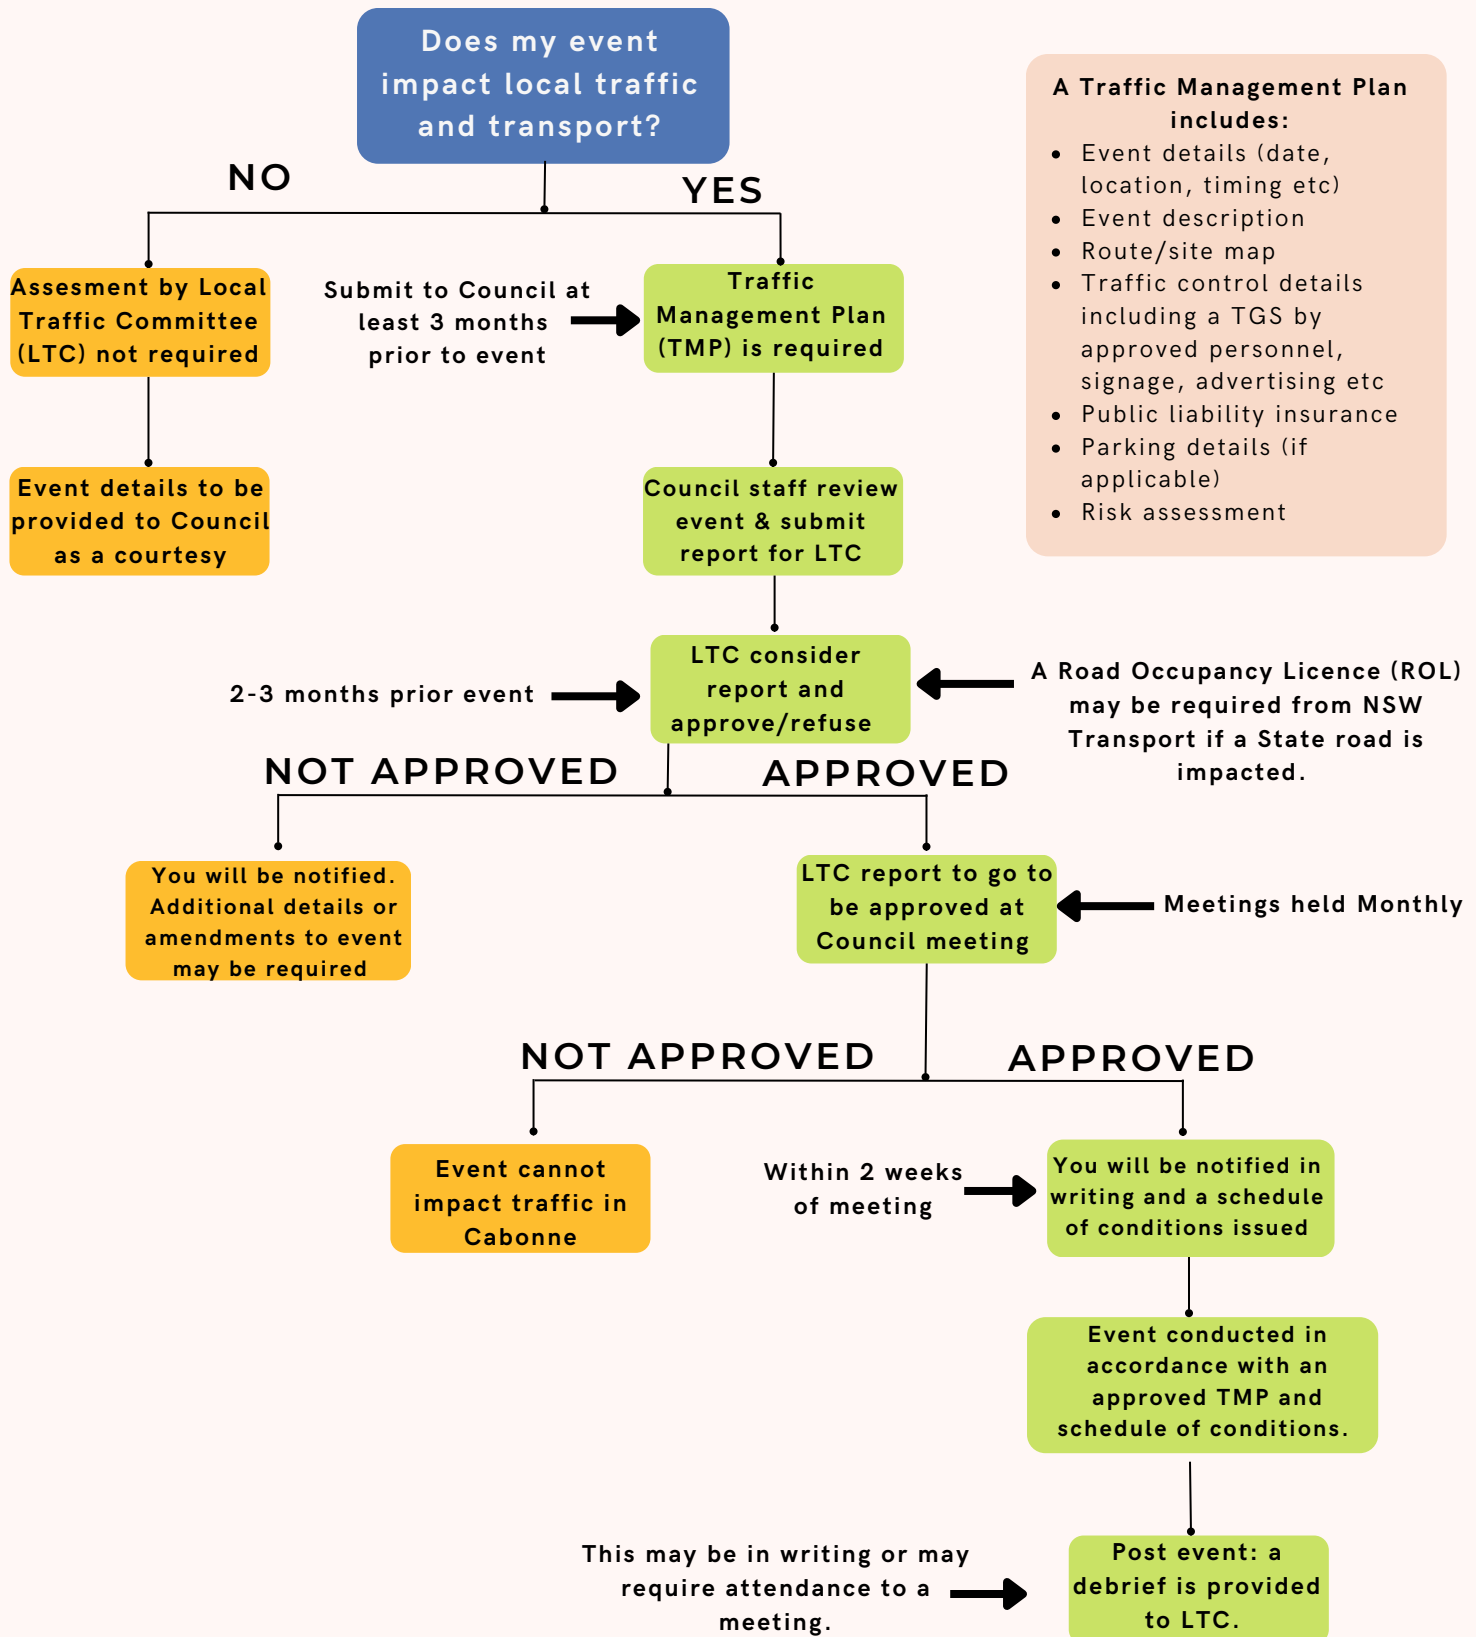 Does my event
impact local traffic
and transport?
A Traffic Management Plan
includes:
• Event details (date,
location, timing etc)
• Event description
• Route/site map
• Traffic control details
including a TGS by
approved personnel,
signage, advertising etc
• Public liability insurance
• Parking details (if
applicable)
• Risk assessment
NO
YES
Assesment by Local
Traffic Committee
(LTC) not required
Submit to Council at
least 3 months
prior to event
Traffic
Management Plan
(TMP) is required
Event details to be
provided to Council
as a courtesy
Council staff review
event & submit
report for LTC
2-3 months prior event
LTC consider
report and
approve/refuse
A Road Occupancy Licence (ROL)
may be required from NSW
Transport if a State road is
impacted.
NOT APPROVED
APPROVED
You will be notified.
Additional details or
amendments to event
may be required
LTC report to go to
be approved at
Council meeting
Meetings held Monthly
NOT APPROVED
APPROVED
Event cannot
impact traffic in
Cabonne
Within 2 weeks
of meeting
You will be notified in
writing and a schedule
of conditions issued
Event conducted in
accordance with an
approved TMP and
schedule of conditions.
This may be in writing or may
require attendance to a
meeting.
Post event: a
debrief is provided
to LTC.